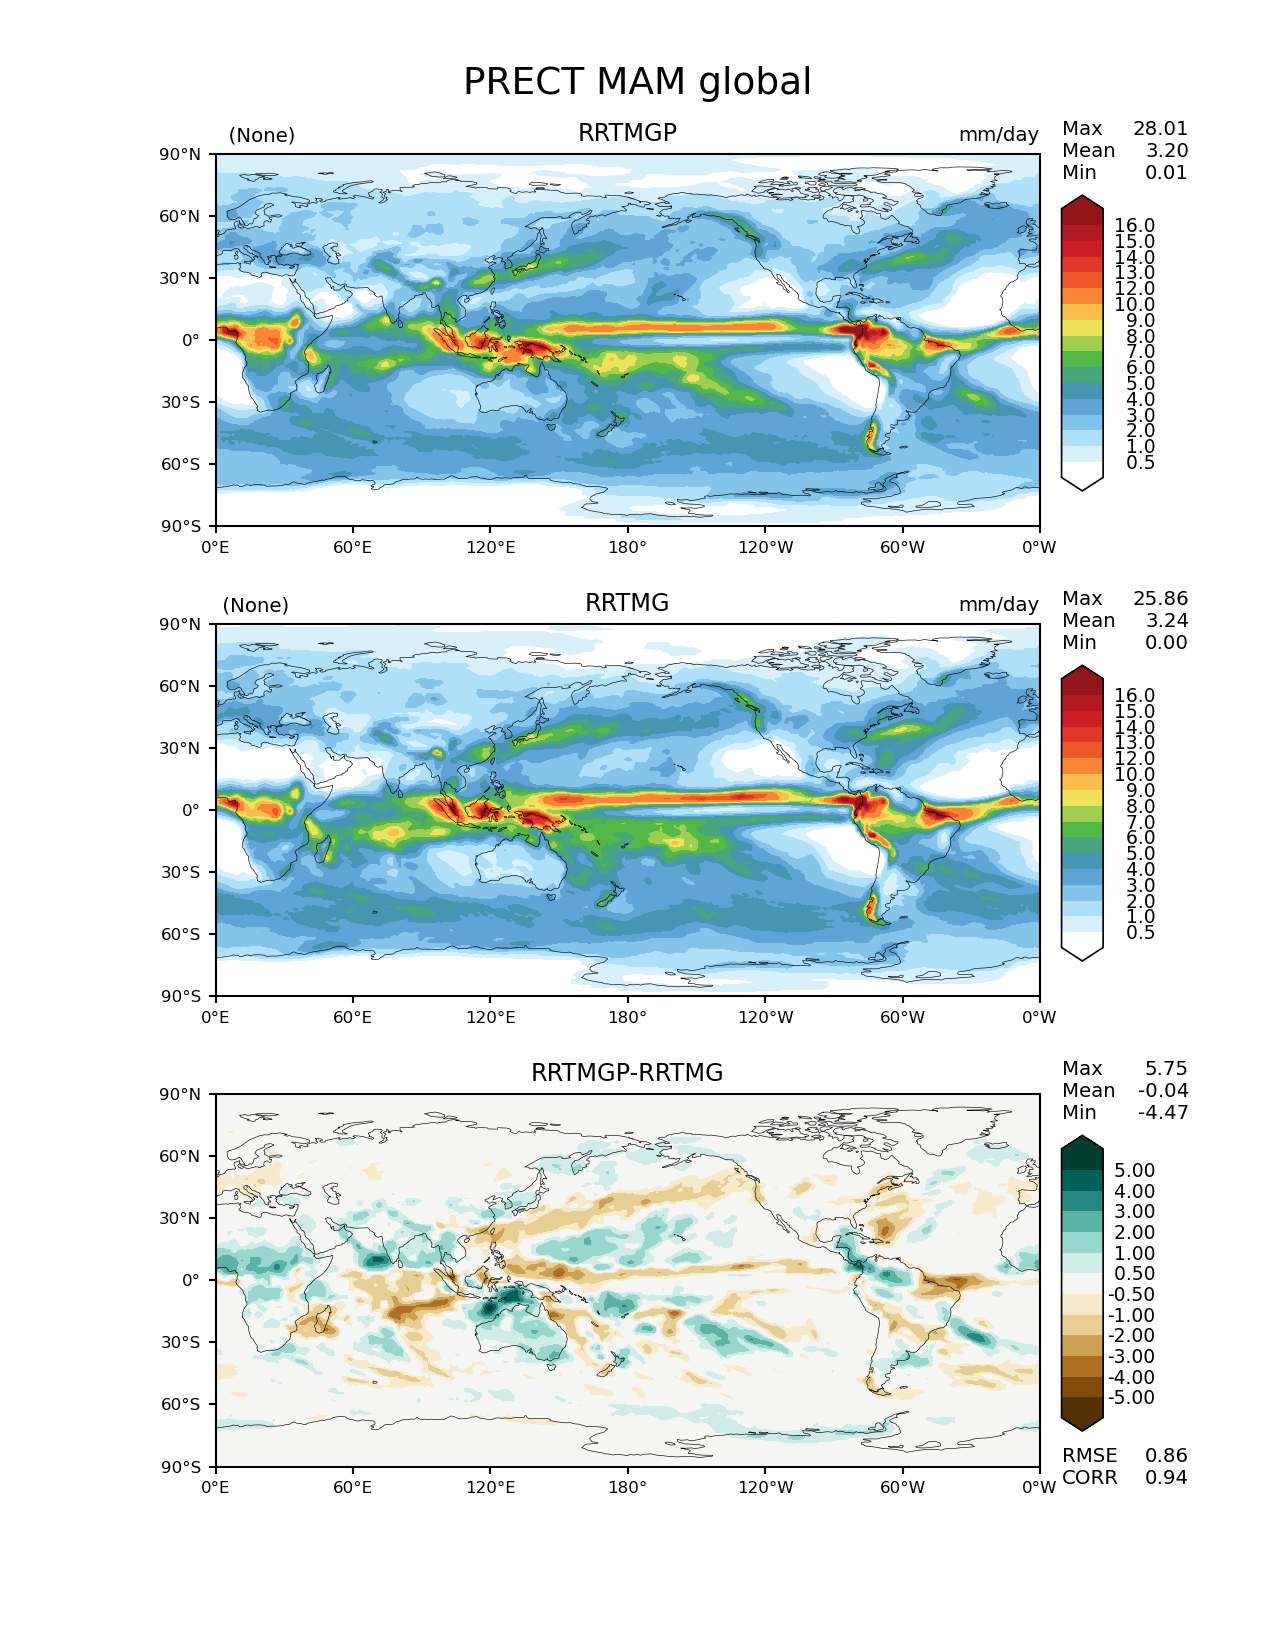 PRECT MAM global
(None) RRTMGP mm/day
Max 28.01
Mean 3.20
Min 0.01
90°N
60°N
30°N
0°
30°S
60°S
90°S
0°E 60°E 120°E 180° 120°W 60°W 0°W
16.0
15.0
14.0
13.0
12.0
10.0
9.0
8.0
7.0
6.0
5.0
4.0
3.0
2.0
1.0
0.5
(None) RRTMG mm/day
Max 25.86
Mean 3.24
Min 0.00
90°N
60°N
30°N
0°
30°S
60°S
90°S
0°E 60°E 120°E 180° 120°W 60°W 0°W
16.0
15.0
14.0
13.0
12.0
10.0
9.0
8.0
7.0
6.0
5.0
4.0
3.0
2.0
1.0
0.5
RRTMGP-RRTMG
Max 5.75
Mean -0.04
Min -4.47
90°N
60°N
30°N
0°
30°S
60°S
90°S
0°E 60°E 120°E 180° 120°W 60°W 0°W
5.00
4.00
3.00
2.00
1.00
0.50
-0.50
-1.00
-2.00
-3.00
-4.00
-5.00
RMSE 0.86
CORR 0.94